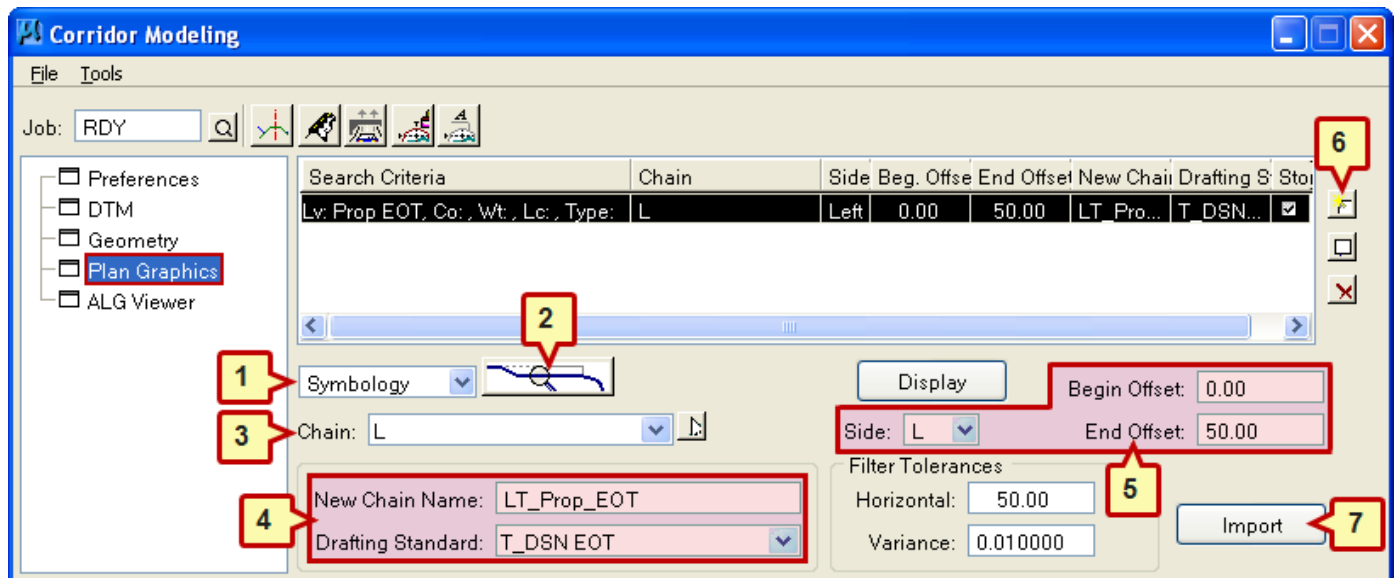 Corridor Modeling
File Tools
Job: RDY
6
Preferences
DTM
Geometry
Plan Graphics
ALG Viewer
Search Criteria Chain Side Beg. Offse End Offset New Chain Drafting S Stor
Lv: Prop EOT, Co: , Wt: , Lc: , Type: L Left 0.00 50.00 LT_Pro... T_DSN...
2
1
Symbology
Display
Begin Offset: 0.00
3
Chain: L
Side: L
End Offset: 50.00
5
4
New Chain Name: LT_Prop_EOT
Drafting Standard: T_DSN EOT
Filter Tolerances
Horizontal: 50.00
Variance: 0.010000
Import
7